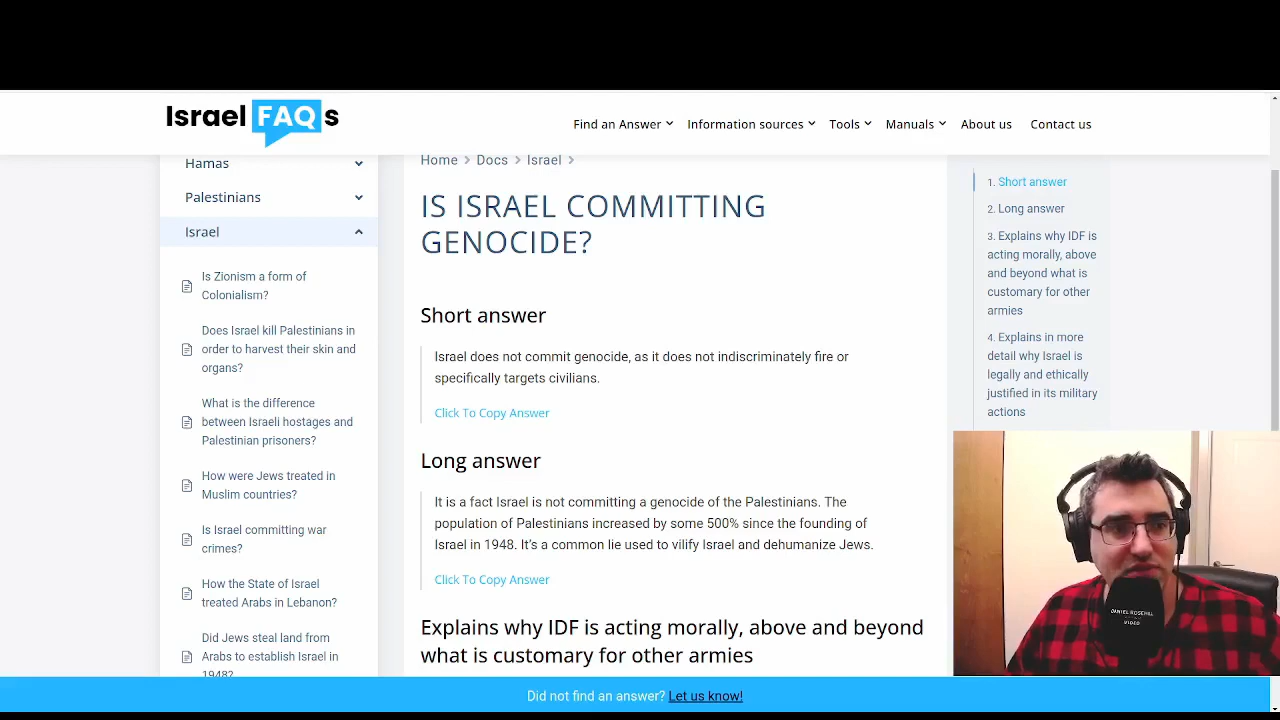 Israel FAQs
Find an Answer
Information sources
Tools
Manuals
About us
Contact us
Hamas
Palestinians
Israel
Is Zionism a form of
Colonialism?
Does Israel kill Palestinians in
order to harvest their skin and
organs?
What is the difference
between Israeli hostages and
Palestinian prisoners?
How were Jews treated in
Muslim countries?
Is Israel committing war
crimes?
How the State of Israel
treated Arabs in Lebanon?
Did Jews steal land from
Arabs to establish Israel in
1948?
Home > Docs > Israel >
IS ISRAEL COMMITTING
GENOCIDE?
Short answer
Israel does not commit genocide, as it does not indiscriminately fire or
specifically targets civilians.
Click To Copy Answer
Long answer
It is a fact Israel is not committing a genocide of the Palestinians. The
population of Palestinians increased by some 500% since the founding of
Israel in 1948. It's a common lie used to vilify Israel and dehumanize Jews.
Click To Copy Answer
Explains why IDF is acting morally, above and beyond
what is customary for other armies
1. Short answer
2. Long answer
3. Explains why IDF is
acting morally, above
and beyond what is
customary for other
armies
4. Explains in more
detail why Israel is
legally and ethically
justified in its military
actions
DANIEL ROSEHILL
VIDEO
Did not find an answer? Let us know!